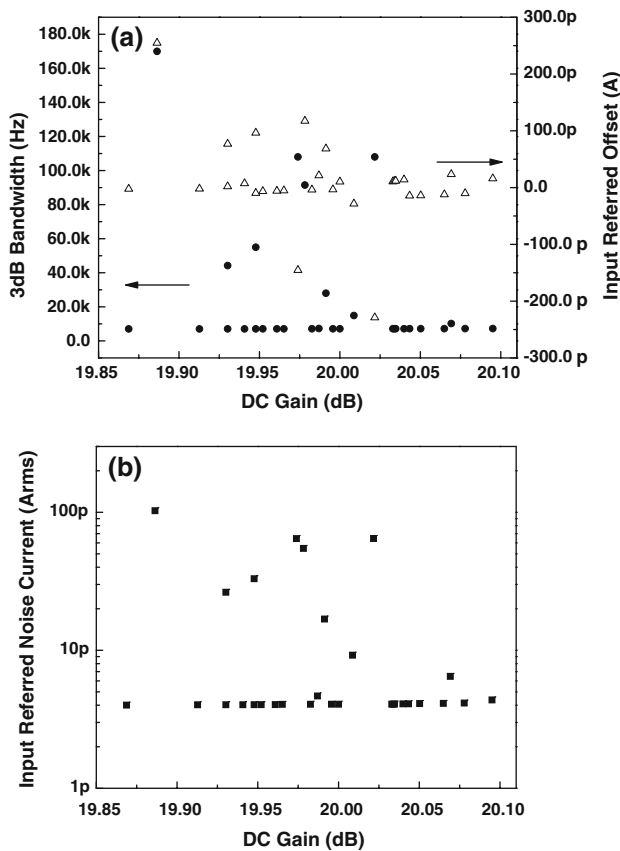 (a)
3dB Bandwidth (Hz)
180.0k
160.0k
140.0k
120.0k
100.0k
80.0k
60.0k
40.0k
20.0k
0.0
300.0p
200.0p
100.0p
0.0
-100.0 p
-200.0 p
-300.0 p
Input Referred Offset (A)
19.85 19.90 19.95 20.00 20.05 20.10
DC Gain (dB)
(b)
Input Referred Noise Current (Arms)
100p
10p
1p
19.85 19.90 19.95 20.00 20.05 20.10
DC Gain (dB)